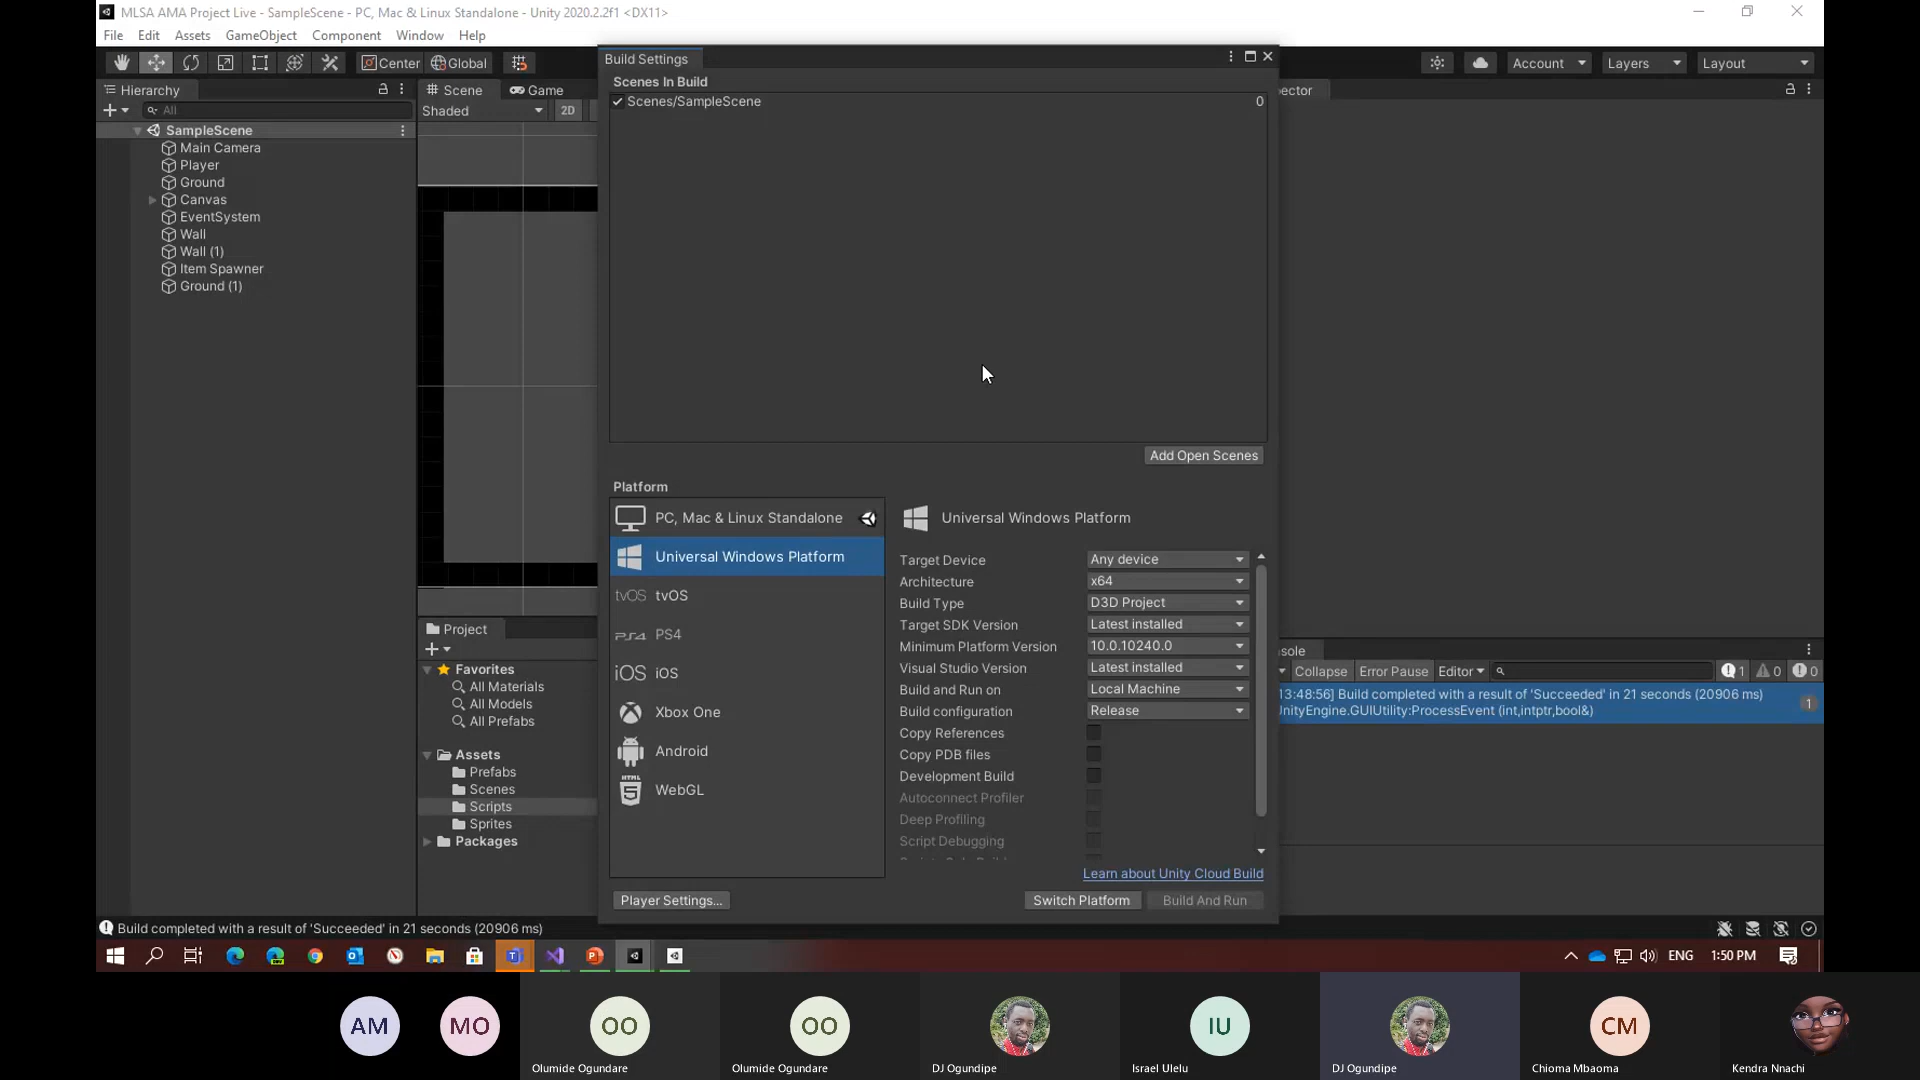 MLSA AMA Project Live - SampleScene - PC, Mac & Linux Standalone - Unity 2020.2.2f1 <DX11>
File Edit Assets GameObject Component Window Help
Center Global
Account Layers Layout
Hierarchy
All
SampleScene
Main Camera
Player
Ground
Canvas
EventSystem
Wall
Wall (1)
Item Spawner
Ground (1)
Scene Game
Shaded 2D
Build Settings
Scenes In Build
Scenes/SampleScene 0
Add Open Scenes
Platform
PC, Mac & Linux Standalone
Universal Windows Platform
tvOS tvOS
PS4 PS4
iOS iOS
Xbox One
Android
HTML 5 WebGL
Universal Windows Platform
Target Device Any device
Architecture x64
Build Type D3D Project
Target SDK Version Latest installed
Minimum Platform Version 10.0.10240.0
Visual Studio Version Latest installed
Build and Run on Local Machine
Build configuration Release
Copy References
Copy PDB files
Development Build
Autoconnect Profiler
Deep Profiling
Script Debugging
Learn about Unity Cloud Build
Player Settings... Switch Platform Build And Run
ector
Project
Favorites
All Materials
All Models
All Prefabs
Assets
Prefabs
Scenes
Scripts
Sprites
Packages
sole
Collapse Error Pause Editor 1 0 0
13:48:56] Build completed with a result of 'Succeeded' in 21 seconds (20906 ms)
UnityEngine.GUIUtility:ProcessEvent (int,intptr,bool&)
1
Build completed with a result of 'Succeeded' in 21 seconds (20906 ms)
ENG 1:50 PM
AM MO OO OO IU CM
Olumide Ogundare Olumide Ogundare DJ Ogundipe Israel Ulelu DJ Ogundipe Chioma Mbaoma Kendra Nnachi